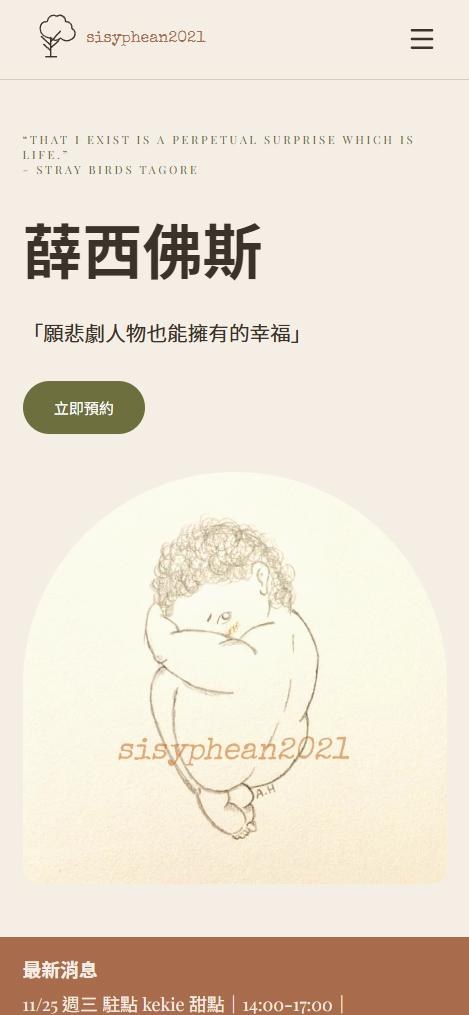 sisyphean2021
“THAT I EXIST IS A PERPETUAL SURPRISE WHICH IS
LIFE.”
– STRAY BIRDS TAGORE
薛西佛斯
「願悲劇人物也能擁有的幸福」
立即預約
sisyphean2021
A.H
最新消息
11/25 週三 駐點 kekie 甜點｜14:00-17:00｜